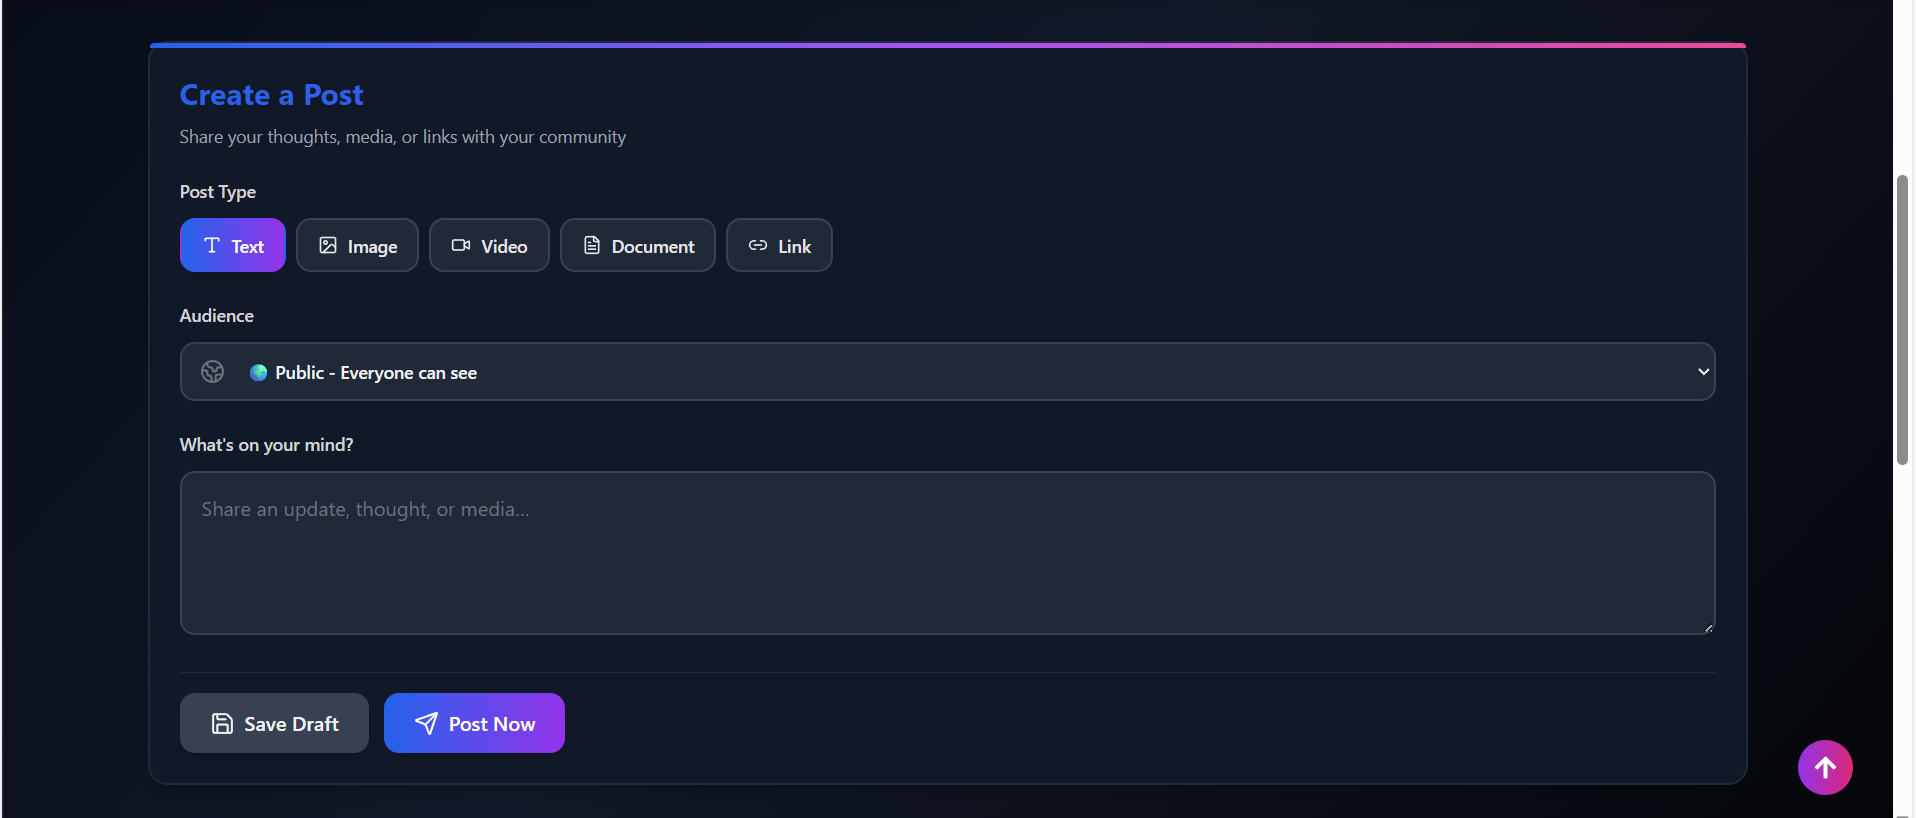 Create a Post
Share your thoughts, media, or links with your community
Post Type
Text Image Video Document Link
Audience
🌍 Public - Everyone can see
What's on your mind?
Share an update, thought, or media...
Save Draft Post Now